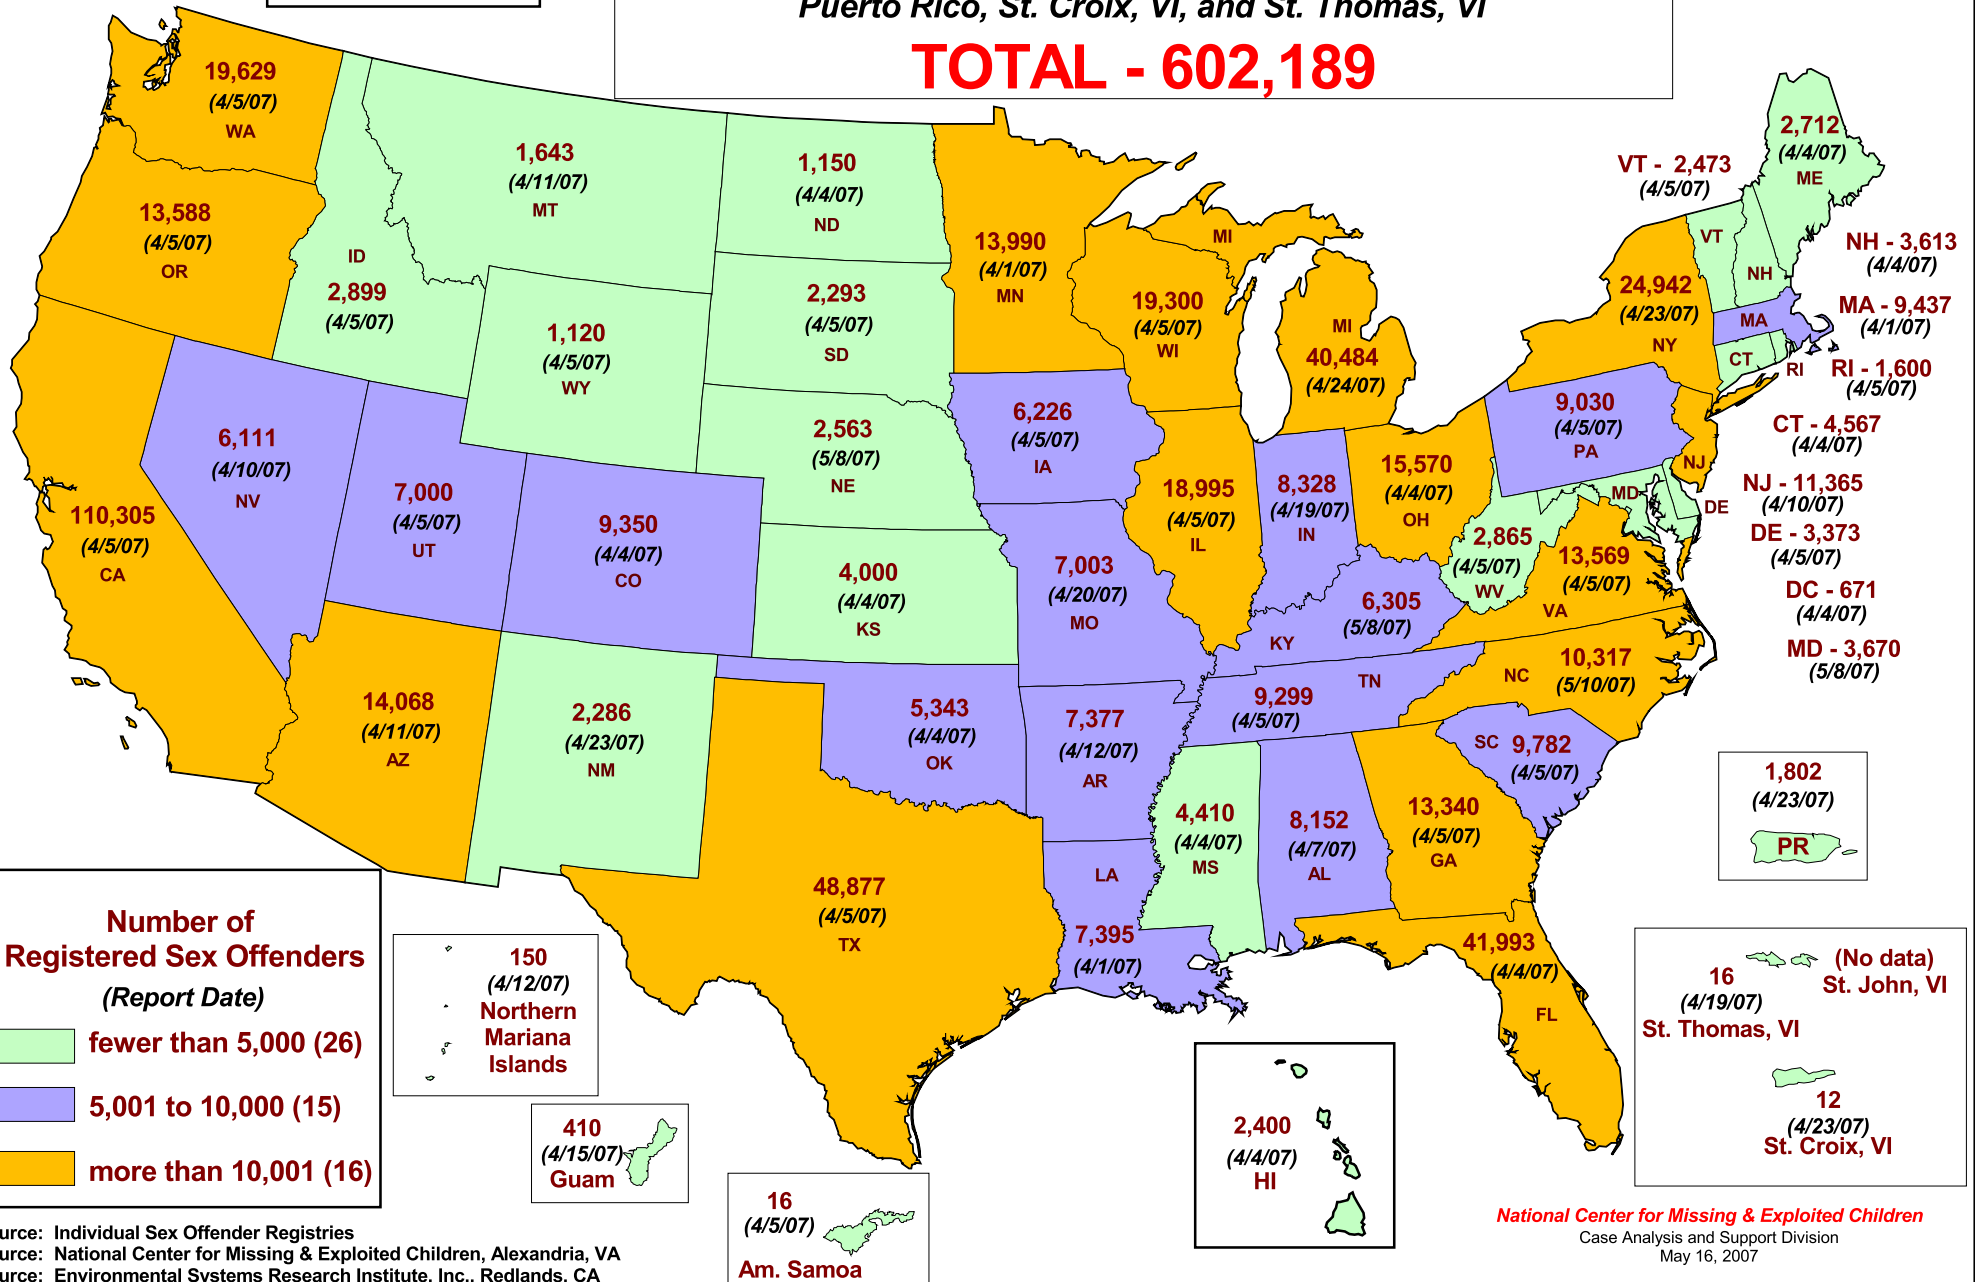 Puerto Rico, St. Croix, VI, and St. Thomas, VI
TOTAL - 602,189
19,629
(4/5/07)
WA
13,588
(4/5/07)
OR
ID
2,899
(4/5/07)
1,643
(4/11/07)
MT
1,150
(4/4/07)
ND
13,990
(4/1/07)
MN
MI
19,300
(4/5/07)
WI
MI
40,484
(4/24/07)
2,712
(4/4/07)
ME
VT - 2,473
(4/5/07)
VT
NH
NH - 3,613
(4/4/07)
24,942
(4/23/07)
NY
MA
MA - 9,437
(4/1/07)
CT
RI
RI - 1,600
(4/5/07)
CT - 4,567
(4/4/07)
1,120
(4/5/07)
WY
2,293
(4/5/07)
SD
2,563
(5/8/07)
NE
6,226
(4/5/07)
IA
9,030
(4/5/07)
PA
NJ
NJ - 11,365
(4/10/07)
MD
DE
DE - 3,373
(4/5/07)
DC - 671
(4/4/07)
MD - 3,670
(5/8/07)
110,305
(4/5/07)
CA
6,111
(4/10/07)
NV
7,000
(4/5/07)
UT
9,350
(4/4/07)
CO
4,000
(4/4/07)
KS
7,003
(4/20/07)
MO
18,995
(4/5/07)
IL
8,328
(4/19/07)
IN
15,570
(4/4/07)
OH
2,865
(4/5/07)
WV
13,569
(4/5/07)
VA
6,305
(5/8/07)
KY
10,317
NC
(5/10/07)
TN
9,299
(4/5/07)
14,068
(4/11/07)
AZ
2,286
(4/23/07)
NM
5,343
(4/4/07)
OK
7,377
(4/12/07)
AR
SC 9,782
(4/5/07)
4,410
(4/4/07)
MS
8,152
(4/7/07)
AL
13,340
(4/5/07)
GA
48,877
(4/5/07)
TX
LA
7,395
(4/1/07)
41,993
(4/4/07)
FL
1,802
(4/23/07)
PR
Number of
Registered Sex Offenders
(Report Date)
fewer than 5,000 (26)
5,001 to 10,000 (15)
more than 10,001 (16)
150
(4/12/07)
Northern
Mariana
Islands
410
(4/15/07)
Guam
16
(4/5/07)
Am. Samoa
2,400
(4/4/07)
HI
(No data)
St. John, VI
16
(4/19/07)
St. Thomas, VI
12
(4/23/07)
St. Croix, VI
urce: Individual Sex Offender Registries
urce: National Center for Missing & Exploited Children, Alexandria, VA
urce: Environmental Systems Research Institute, Inc., Redlands, CA
National Center for Missing & Exploited Children
Case Analysis and Support Division
May 16, 2007